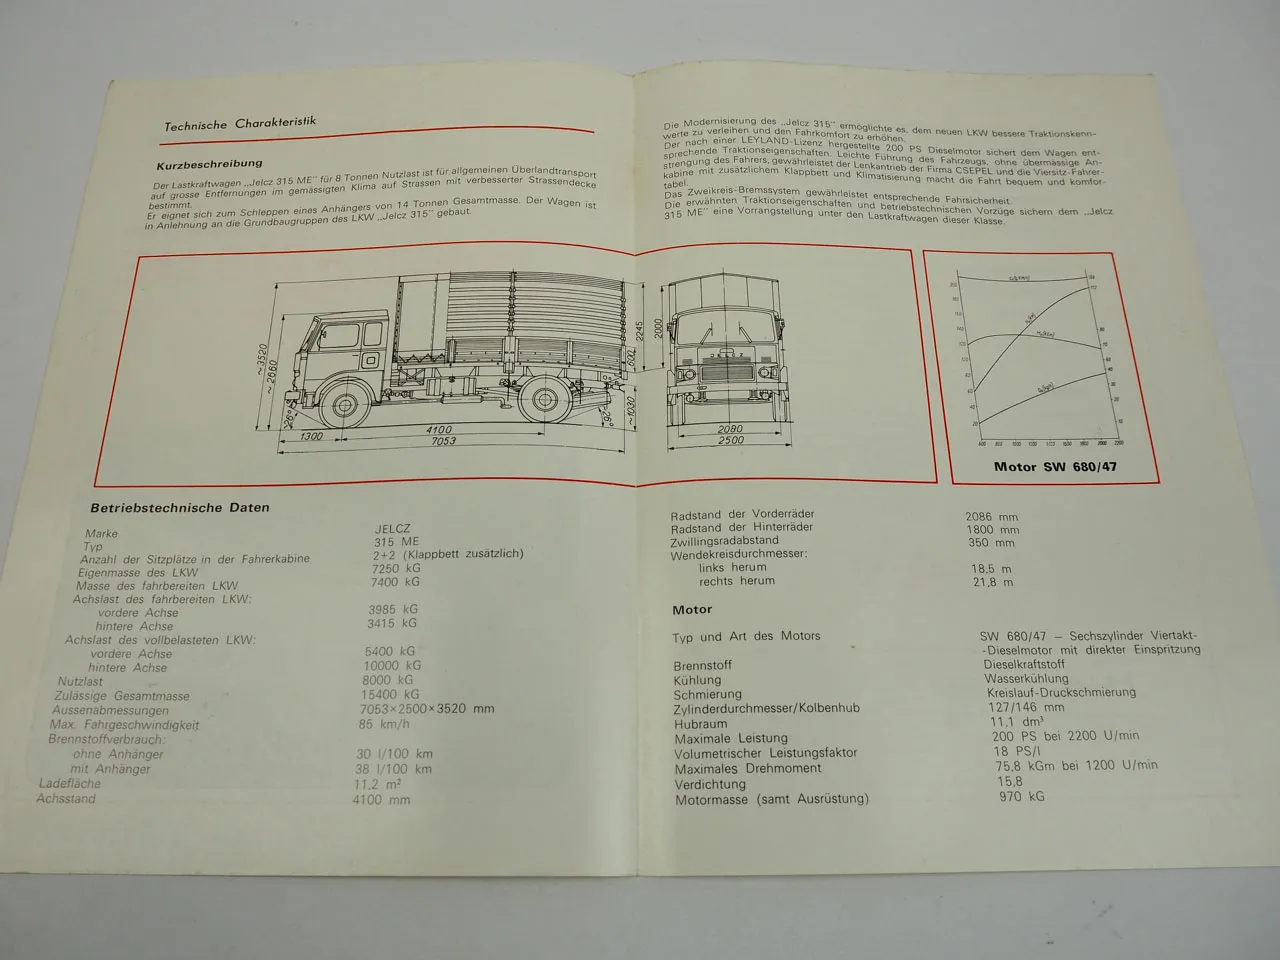 Technische Charakteristik
Kurzbeschreibung
Der Lastkraftwagen „Jelcz 315 ME" für 8 Tonnen Nutzlast ist für allgemeinen Überlandtransport
auf grosse Entfernungen im gemässigten Klima auf Strassen mit verbesserter Strassendecke
bestimmt.
Er eignet sich zum Schleppen eines Anhängers von 14 Tonnen Gesamtmasse. Der Wagen ist
in Anlehnung an die Grundbaugruppen des LKW „Jelcz 315" gebaut.
Die Modernisierung des „Jelcz 315" ermöglichte es, dem neuen LKW bessere Traktionskenn-
werte zu verleihen und den Fahrkomfort zu erhöhen.
Der nach einer LEYLAND-Lizenz hergestellte 200 PS Dieselmotor sichert dem Wagen ent-
sprechende Traktionseigenschaften. Leichte Führung des Fahrzeugs, ohne übermässige An-
strengung des Fahrers, gewährleistet der Lenkantrieb der Firma CSEPEL und die Viersitz-Fahrer-
kabine mit zusätzlichem Klappbett und Klimatisierung macht die Fahrt bequem und komfor-
tabel.
Das Zweikreis-Bremssystem gewährleistet entsprechende Fahrsicherheit.
Die erwähnten Traktionseigenschaften und betriebstechnischen Vorzüge sichern dem „Jelcz
315 ME" eine Vorrangstellung unter den Lastkraftwagen dieser Klasse.
~3520
~2660
26°
1300
4100
7053
2245
2000
600
~1030
26°
JELCZ
2080
2500
Motor SW 680/47
Betriebstechnische Daten
Marke JELCZ
Typ 315 ME
Anzahl der Sitzplätze in der Fahrerkabine 2+2 (Klappbett zusätzlich)
Eigenmasse des LKW 7250 kG
Masse des fahrbereiten LKW 7400 kG
Achslast des fahrbereiten LKW:
vordere Achse 3985 kG
hintere Achse 3415 kG
Achslast des vollbelasteten LKW:
vordere Achse 5400 kG
hintere Achse 10000 kG
Nutzlast 8000 kG
Zulässige Gesamtmasse 15400 kG
Aussenabmessungen 7053×2500×3520 mm
Max. Fahrgeschwindigkeit 85 km/h
Brennstoffverbrauch:
ohne Anhänger 30 l/100 km
mit Anhänger 38 l/100 km
Ladefläche 11,2 m²
Achsstand 4100 mm
Radstand der Vorderräder 2086 mm
Radstand der Hinterräder 1800 mm
Zwillingsradabstand 350 mm
Wendekreisdurchmesser:
links herum 18,5 m
rechts herum 21,8 m
Motor
Typ und Art des Motors SW 680/47 – Sechszylinder Viertakt-
-Dieselmotor mit direkter Einspritzung
Brennstoff Dieselkraftstoff
Kühlung Wasserkühlung
Schmierung Kreislauf-Druckschmierung
Zylinderdurchmesser/Kolbenhub 127/146 mm
Hubraum 11,1 dm³
Maximale Leistung 200 PS bei 2200 U/min
Volumetrischer Leistungsfaktor 18 PS/l
Maximales Drehmoment 75,8 kGm bei 1200 U/min
Verdichtung 15,8
Motormasse (samt Ausrüstung) 970 kG